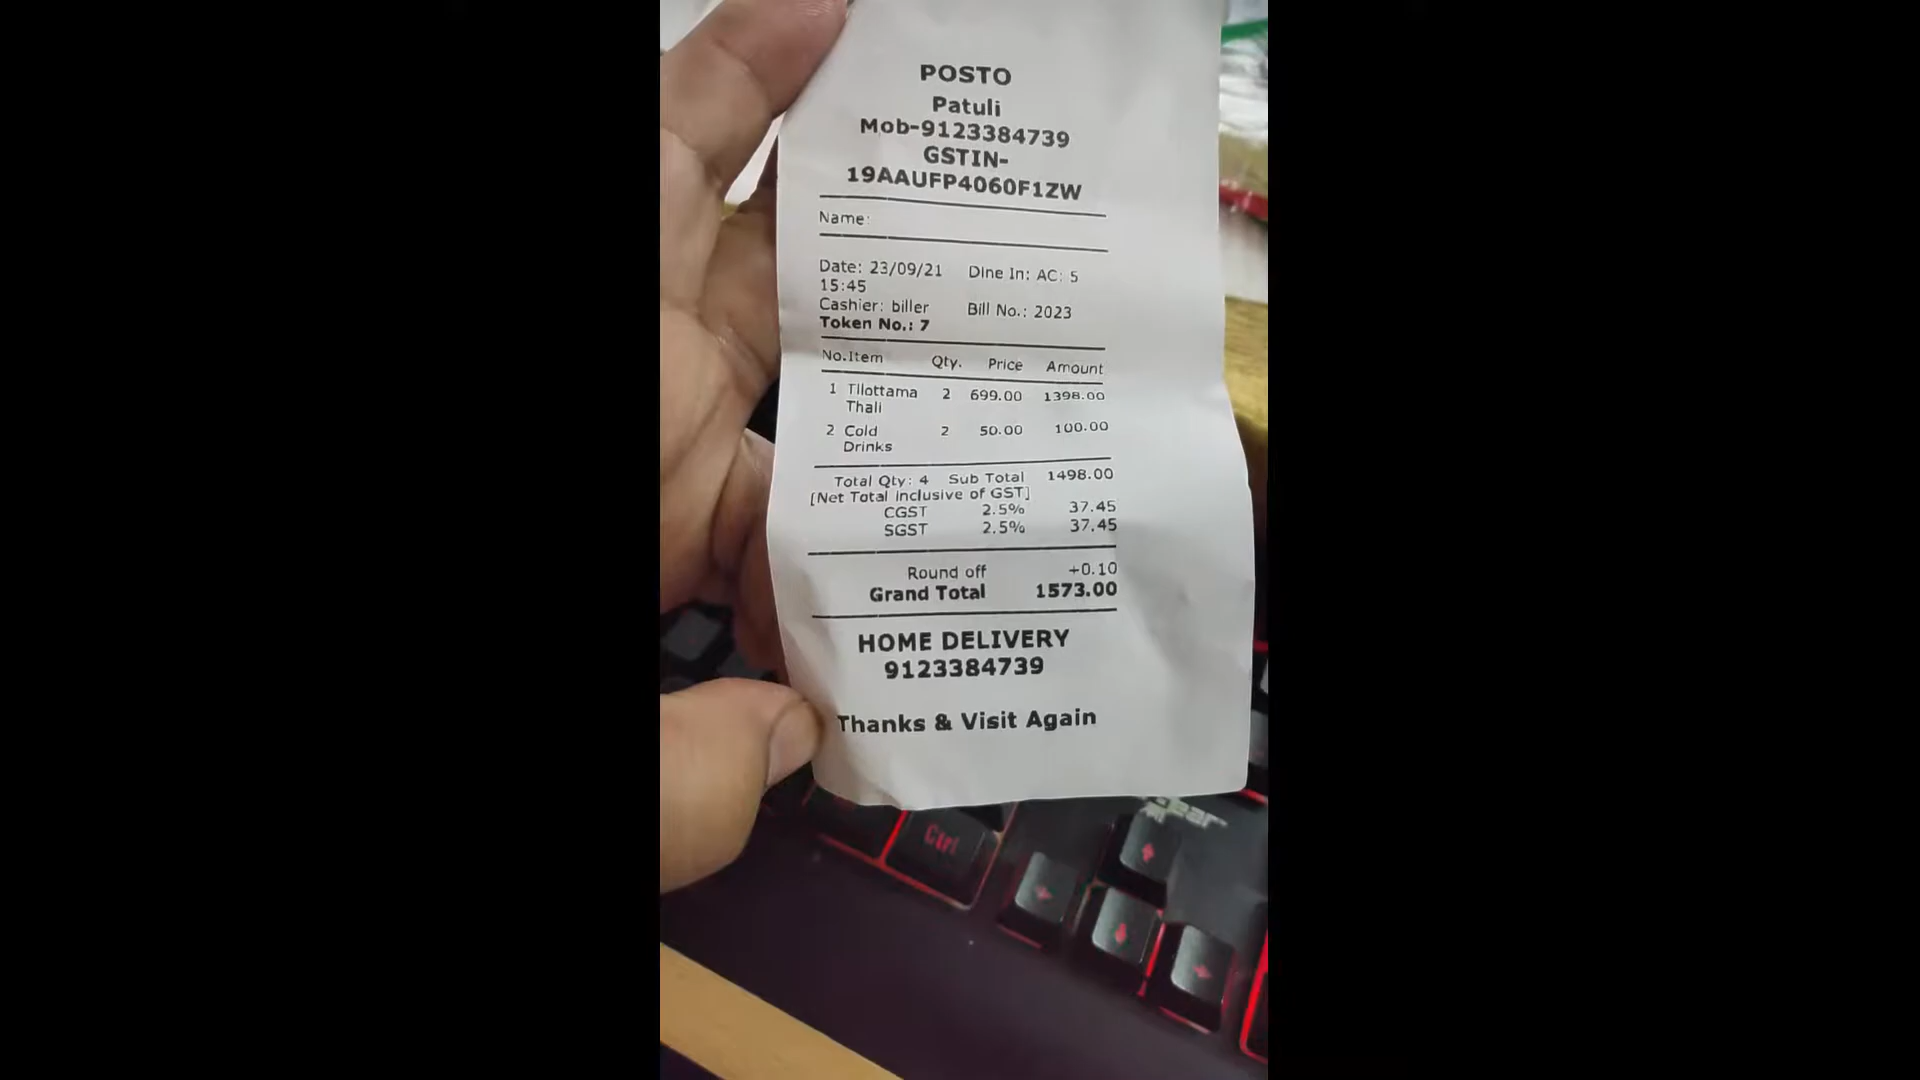 POSTO
Patuli
Mob-9123384739
GSTIN-
19AAUFP4060F1ZW
Name:
Date: 23/09/21 Dine In: AC: 5
15:45
Cashier: biller Bill No.: 2023
Token No.: 7
No.Item Qty. Price Amount
1 Tilottama 2 699.00 1398.00
Thali
2 Cold 2 50.00 100.00
Drinks
Total Qty: 4 Sub Total 1498.00
[Net Total inclusive of GST]
CGST 2.5% 37.45
SGST 2.5% 37.45
Round off +0.10
Grand Total 1573.00
HOME DELIVERY
9123384739
Thanks & Visit Again
Ctrl